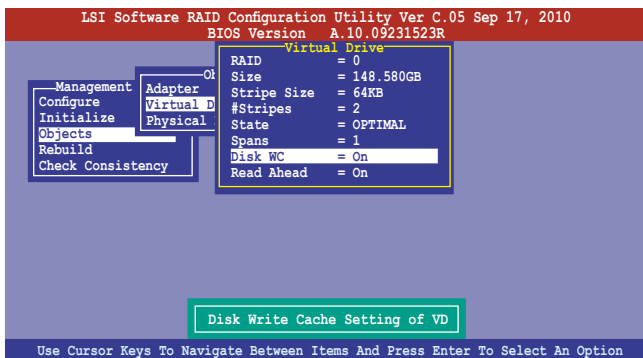 LSI Software RAID Configuration Utility Ver C.05 Sep 17, 2010
BIOS Version A.10.09231523R
Management
Configure
Initialize
Objects
Rebuild
Check Consistency
Ob
Adapter
Virtual D
Physical
Virtual Drive
RAID = 0
Size = 148.580GB
Stripe Size = 64KB
#Stripes = 2
State = OPTIMAL
Spans = 1
Disk WC = On
Read Ahead = On
Disk Write Cache Setting of VD
Use Cursor Keys To Navigate Between Items And Press Enter To Select An Option